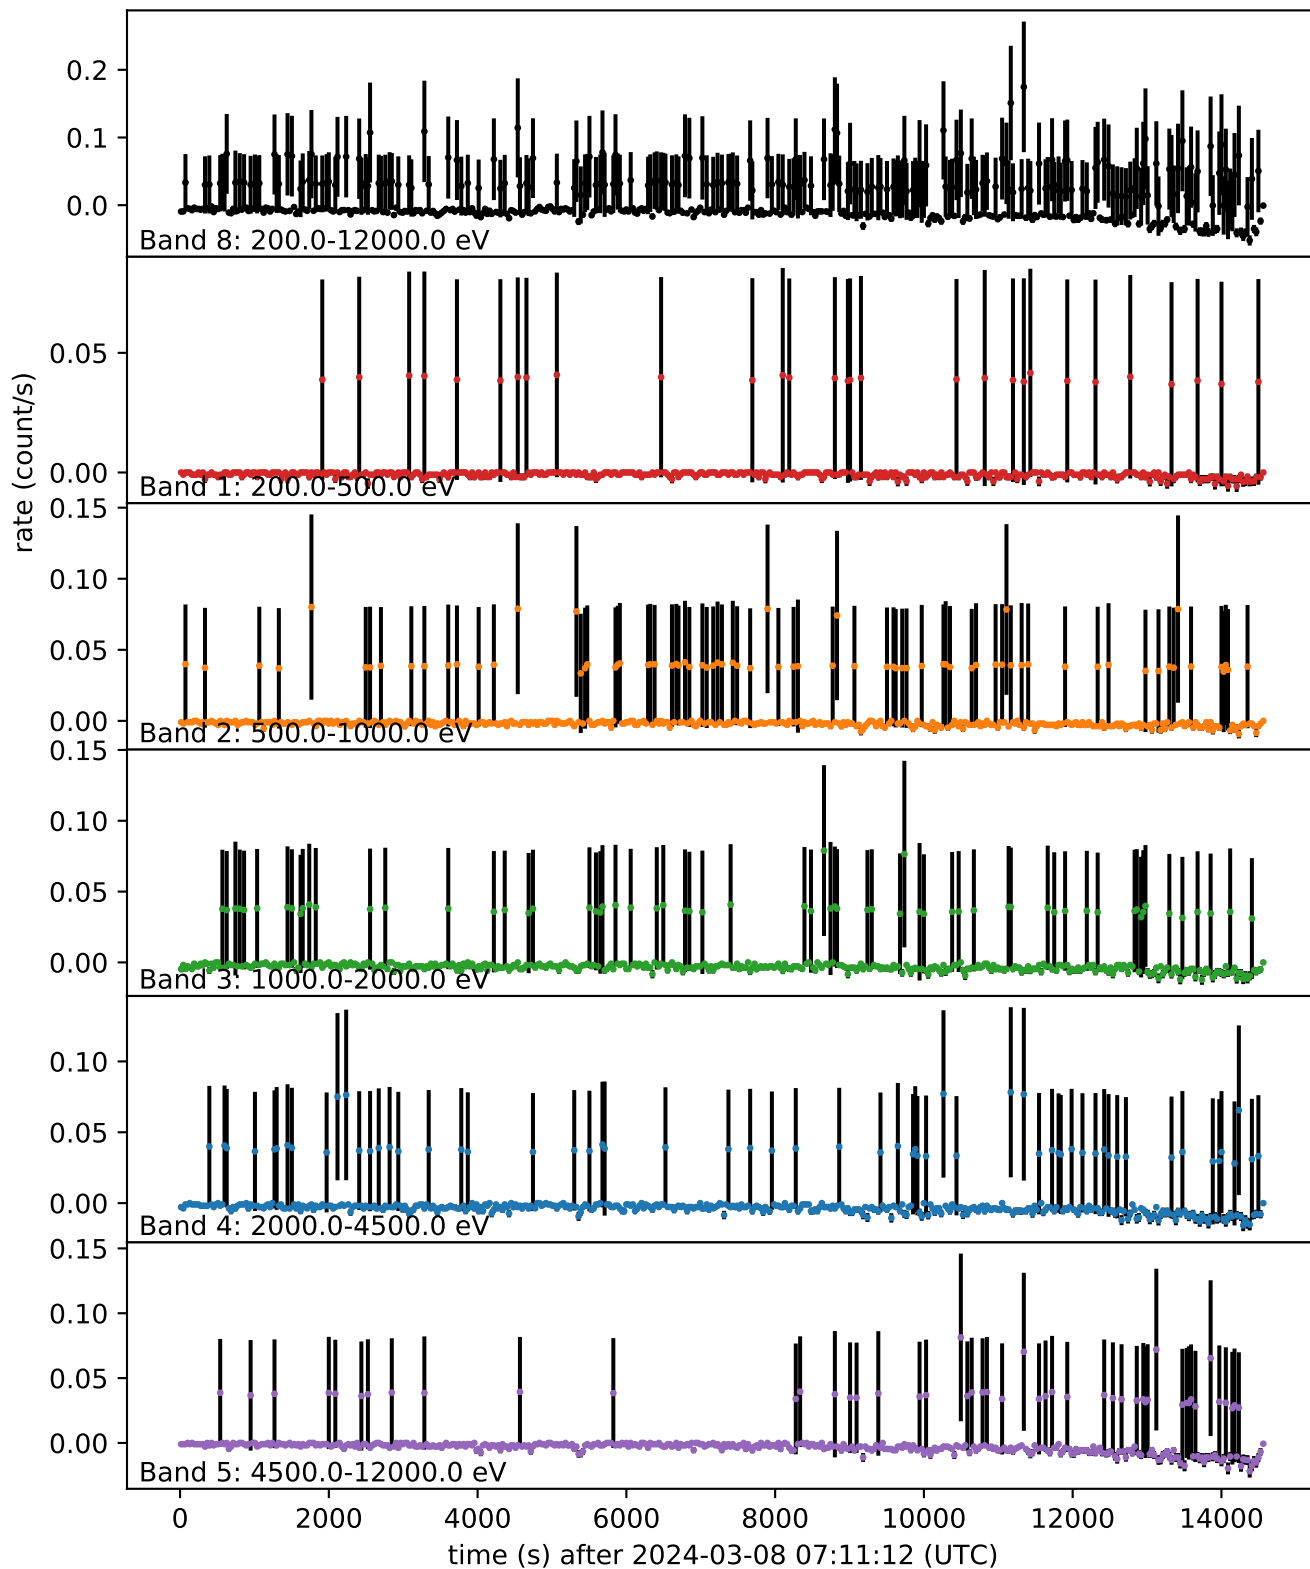 0.2
0.1
0.0
Band 8: 200.0-12000.0 eV
0.05
0.00
Band 1: 200.0-500.0 eV
rate (count/s)
0.15
0.10
0.05
0.00
Band 2: 500.0-1000.0 eV
0.15
0.10
0.05
0.00
Band 3: 1000.0-2000.0 eV
0.10
0.05
0.00
Band 4: 2000.0-4500.0 eV
0.15
0.10
0.05
0.00
Band 5: 4500.0-12000.0 eV
0 2000 4000 6000 8000 10000 12000 14000
time (s) after 2024-03-08 07:11:12 (UTC)